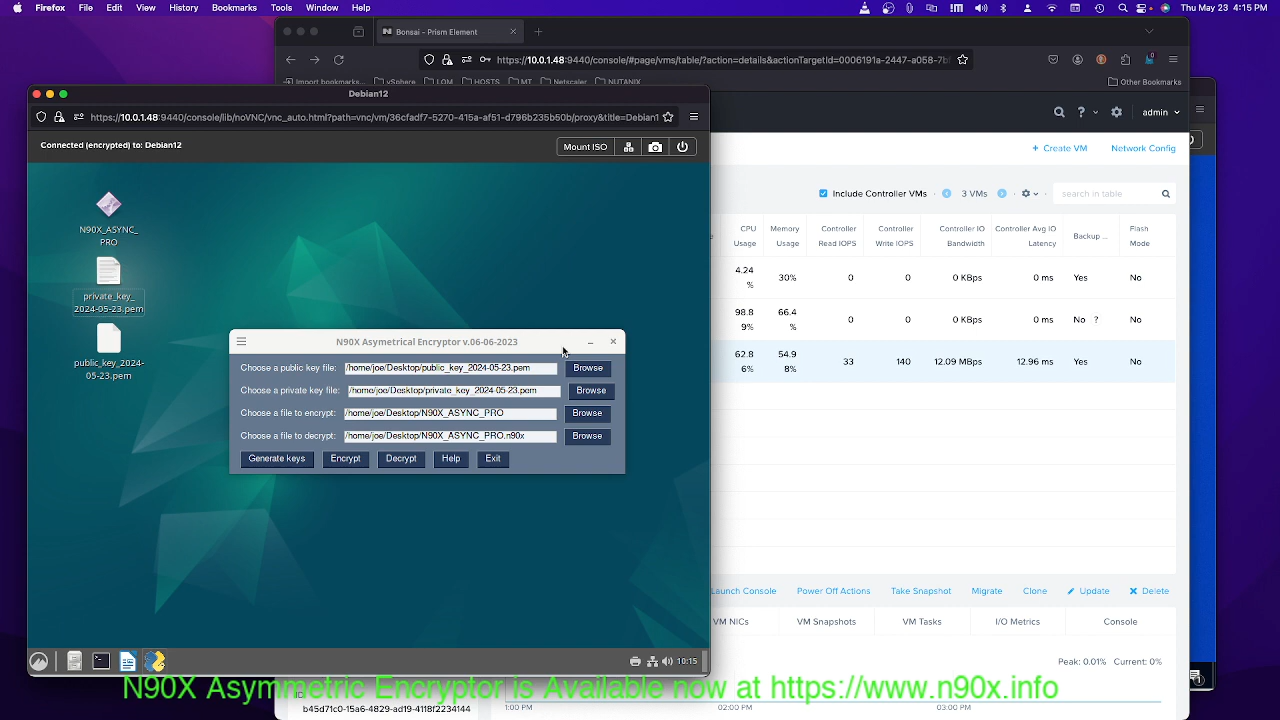 Firefox File Edit View History Bookmarks Tools Window Help Thu May 23 4:15 PM
Bonsai - Prism Element
https://10.0.1.48:9440/console/#page/vms/table/?action=details&actionTargetId=0006191a-2447-a058-7b
Import bookmarks... vSphere LOCAL HOSTS MT Netscaler NUTANIX Other Bookmarks
admin
+ Create VM Network Config
Include Controller VMs 3 VMs search in table
CPU Usage
Memory Usage
Controller Read IOPS
Controller Write IOPS
Controller IO Bandwidth
Controller Avg IO Latency
Backup ...
Flash Mode
4.24 % 30% 0 0 0 KBps 0 ms Yes No
98.8 9% 66.4 % 0 0 0 KBps 0 ms No ? No
62.8 6% 54.9 8% 33 140 12.09 MBps 12.96 ms Yes No
Launch Console Power Off Actions Take Snapshot Migrate Clone Update Delete
VM NICs VM Snapshots VM Tasks I/O Metrics Console
Peak: 0.01% Current: 0%
ID
b45d71c0-15a6-4829-ad19-4118f2234144
1:00 PM 02:00 PM 03:00 PM
Debian12
https://10.0.1.48:9440/console/lib/noVNC/vnc_auto.html?path=vnc/vm/36cfadf7-5270-415a-af51-d796b235b50b/proxy&title=Debian1
Connected (encrypted) to: Debian12 Mount ISO
N90X_ASYNC_
PRO
private_key_
2024-05-23.pem
public_key_2024-
05-23.pem
N90X Asymetrical Encryptor v.06-06-2023
Choose a public key file: /home/joe/Desktop/public_key_2024-05-23.pem Browse
Choose a private key file: /home/joe/Desktop/private_key_2024-05-23.pem Browse
Choose a file to encrypt: /home/joe/Desktop/N90X_ASYNC_PRO Browse
Choose a file to decrypt: /home/joe/Desktop/N90X_ASYNC_PRO.n90x Browse
Generate keys Encrypt Decrypt Help Exit
10:15
N90X Asymmetric Encryptor is Available now at https://www.n90x.info